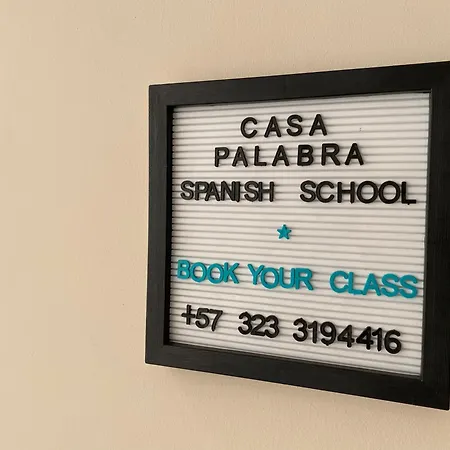 CASA
PALABRA
SPANISH SCHOOL
BOOK YOUR CLASS
+57 323 3194416